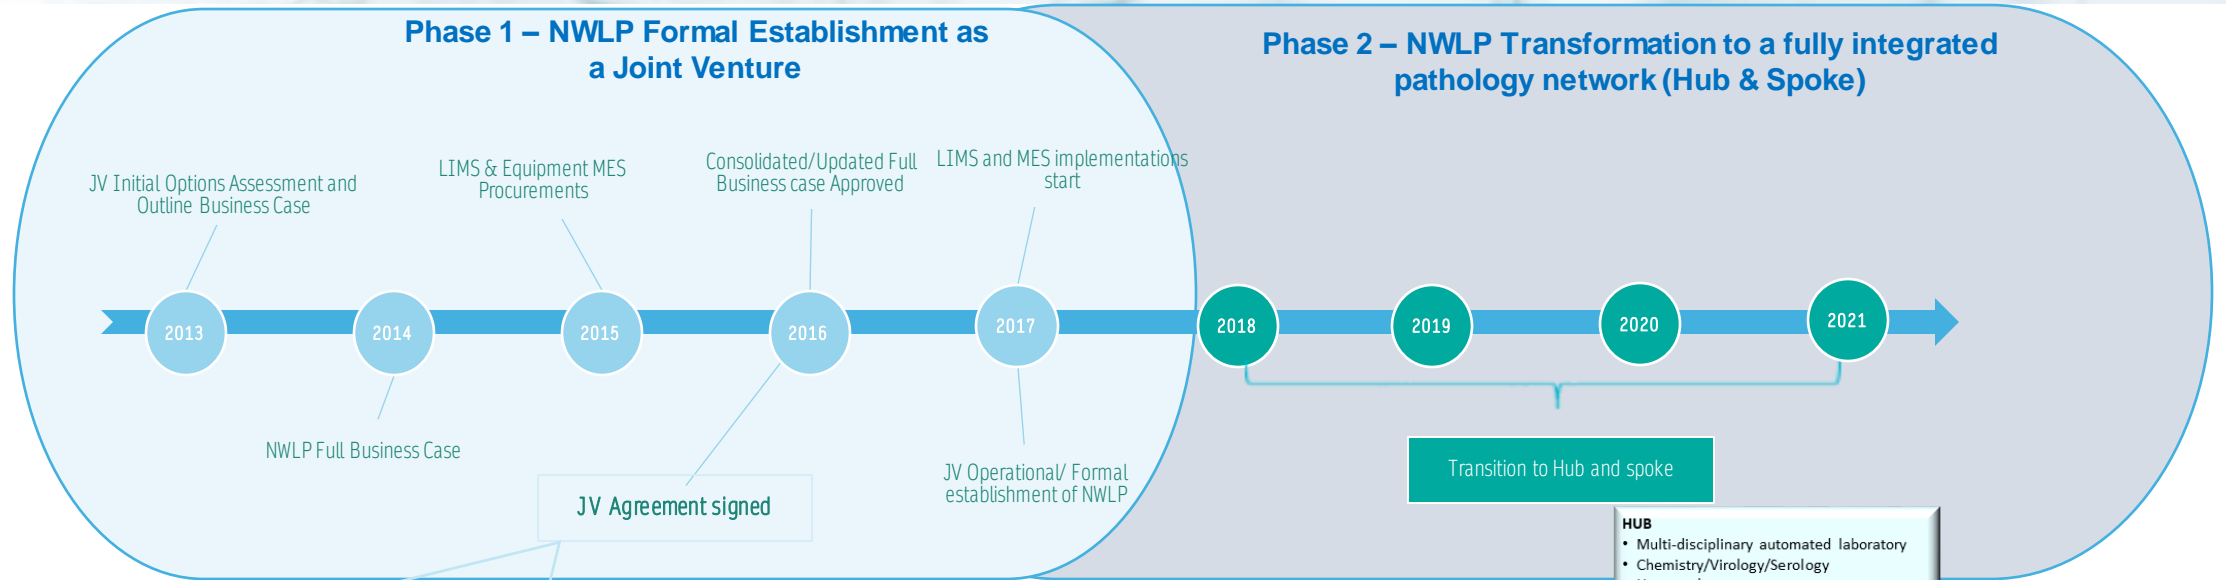 Phase 1 – NWLP Formal Establishment as
a Joint Venture
Phase 2 – NWLP Transformation to a fully integrated
pathology network (Hub & Spoke)
JV Initial Options Assessment and
Outline Business Case
LIMS & Equipment MES
Procurements
Consolidated/Updated Full
Business case Approved
LIMS and MES implementations
start
2013
2014
2015
2016
2017
2018
2019
2020
2021
NWLP Full Business Case
JV Agreement signed
JV Operational/ Formal
establishment of NWLP
Transition to Hub and spoke
HUB
• Multi-disciplinary automated laboratory
• Chemistry/Virology/Serology